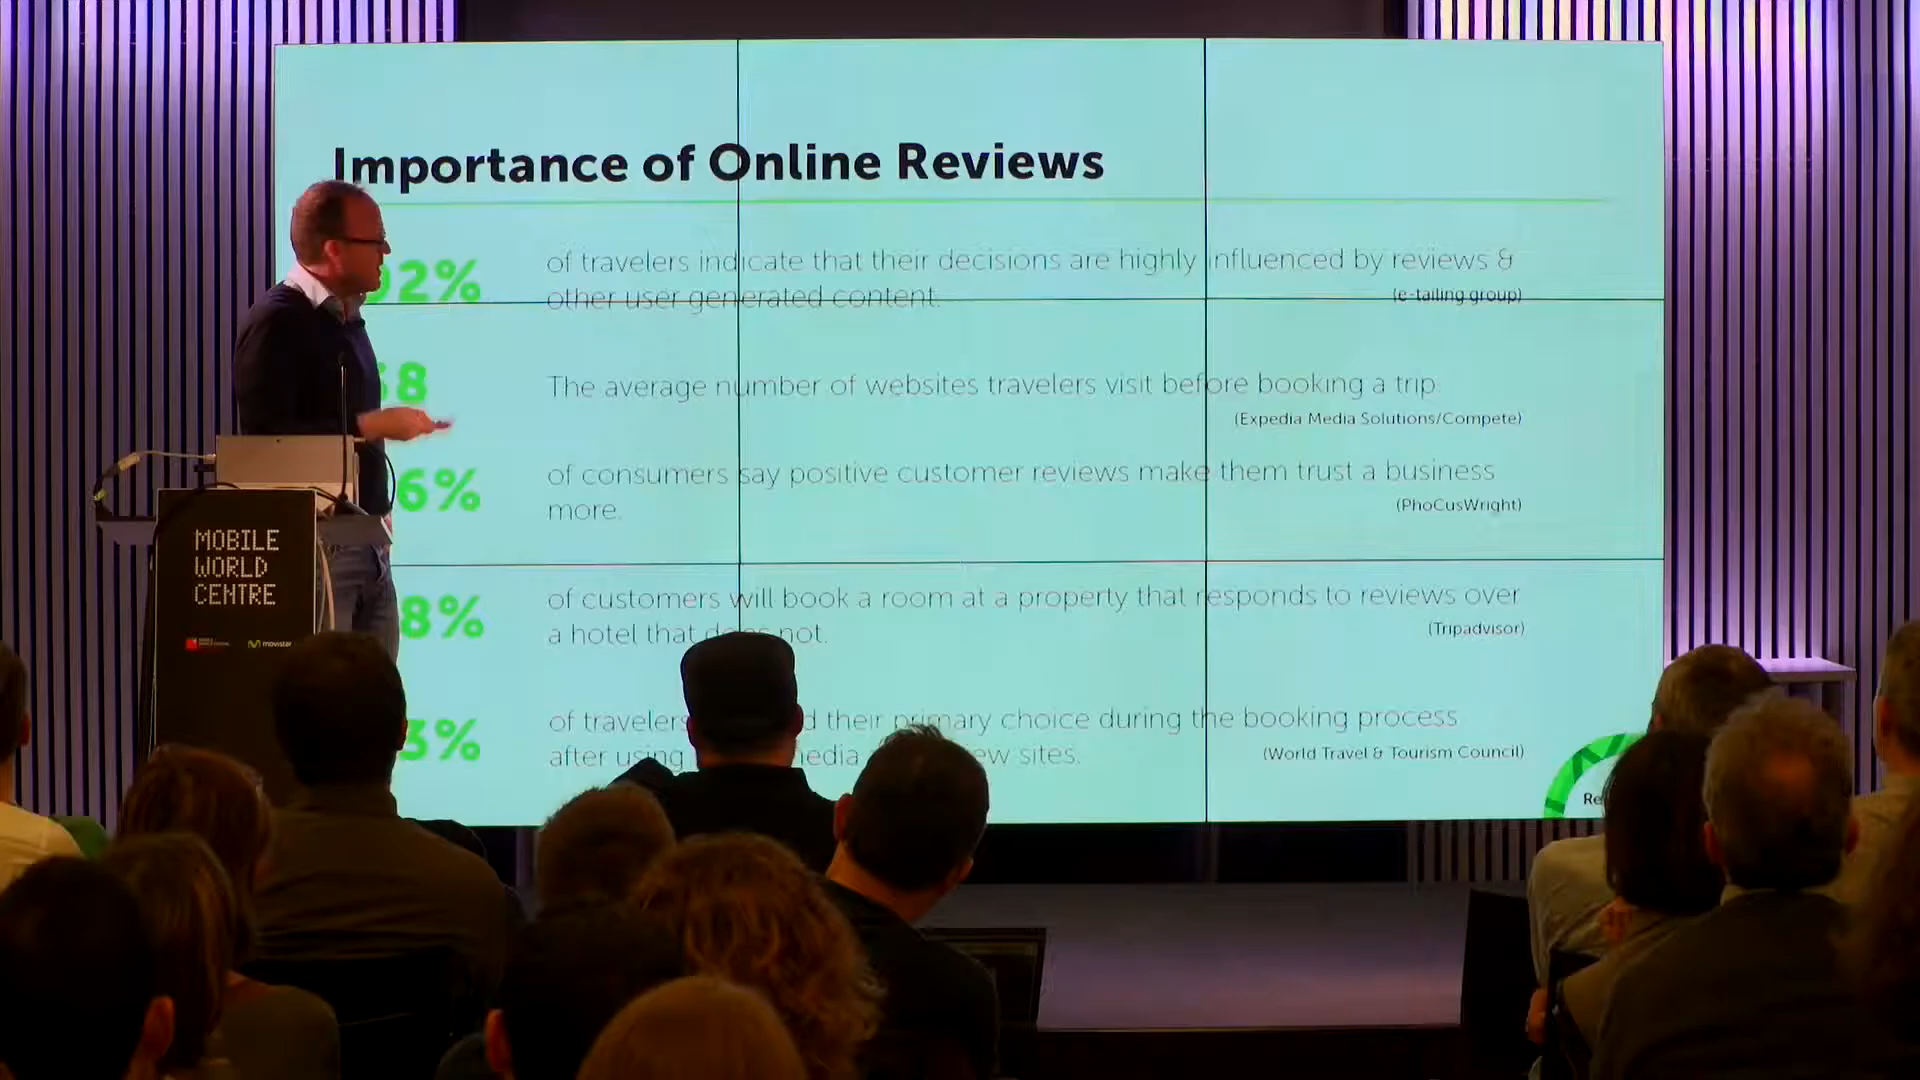 Importance of Online Reviews
2%
of travelers indicate that their decisions are highly influenced by reviews &
other user generated content.
(e-tailing group)
8
The average number of websites travelers visit before booking a trip
(Expedia Media Solutions/Compete)
6%
of consumers say positive customer reviews make them trust a business
more.
(PhoCusWright)
8%
of customers will book a room at a property that responds to reviews over
a hotel that not.
(Tripadvisor)
3%
of travelers their primary choice during the booking process
after using sites.
(World Travel & Tourism Council)
MOBILE
WORLD
CENTRE
movistar